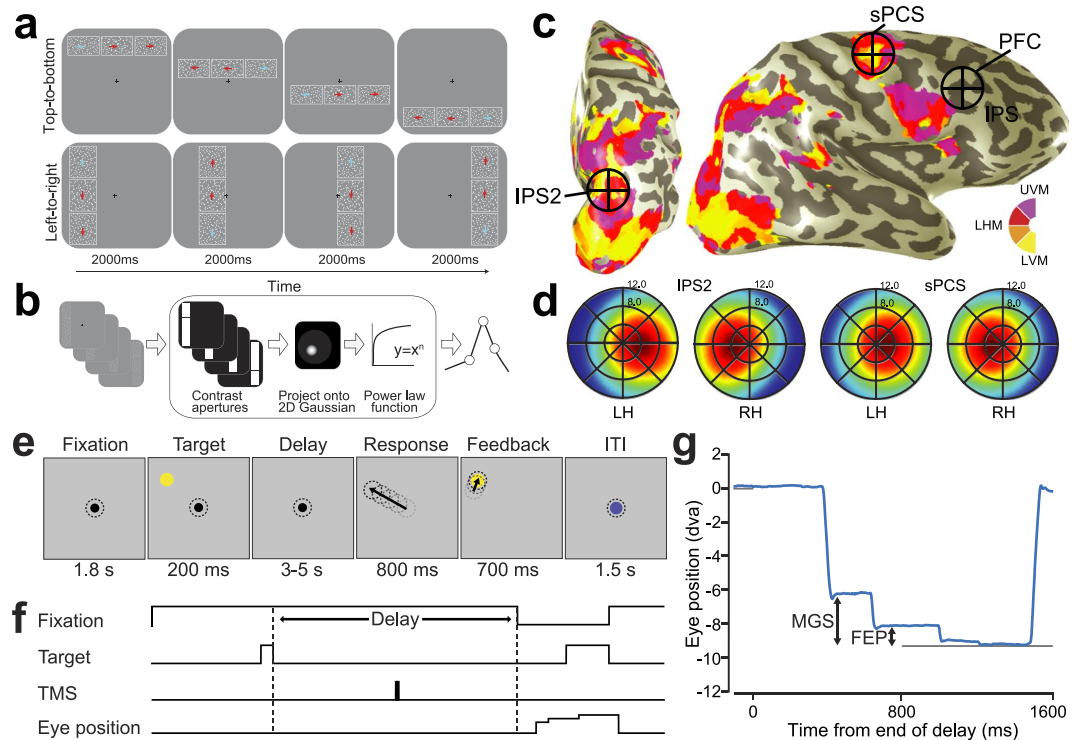 a
Top-to-bottom
Left-to-right
2000ms 2000ms 2000ms 2000ms
Time
b
Contrast apertures
Project onto 2D Gaussian
y=xⁿ
Power law function
c
sPCS
PFC
IPS
IPS2
UVM
LHM
LVM
d
IPS2
sPCS
12.0 12.0 12.0 12.0
8.0 8.0 8.0 8.0
LH RH LH RH
e
Fixation Target Delay Response Feedback ITI
1.8 s 200 ms 3-5 s 800 ms 700 ms 1.5 s
f
Fixation
Delay
Target
TMS
Eye position
g
Eye position (dva)
2
0
-2
-4
-6
-8
-10
-12
MGS
FEP
0 800 1600
Time from end of delay (ms)